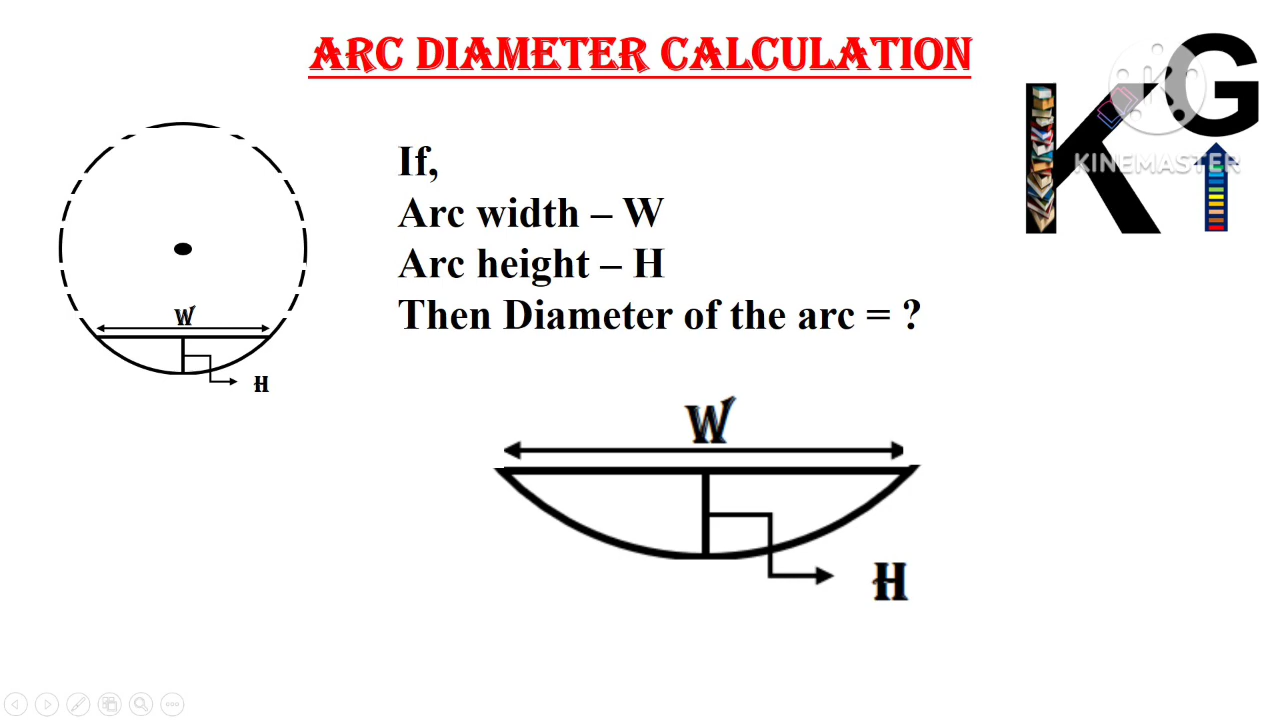 ARC DIAMETER CALCULATION
KG
KINEMASTER
If,
Arc width – W
Arc height – H
Then Diameter of the arc = ?
W
H
W
H